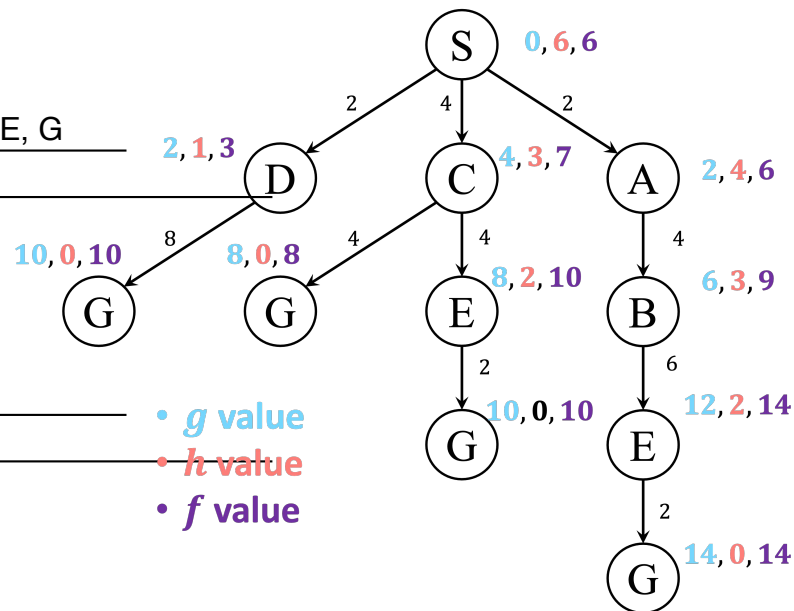 S 0, 6, 6
2 4 2
E, G
2, 1, 3 D C 4, 3, 7 A 2, 4, 6
8 4 4 4
10, 0, 10 8, 0, 8 8, 2, 10 6, 3, 9
G G E B
2 6
10, 0, 10 12, 2, 14
G E
• g value
• h value
• f value
2
14, 0, 14
G